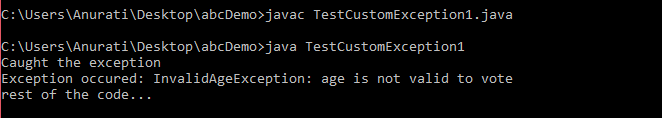 C:\Users\Anurati\Desktop\abcDemo>javac TestCustomException1.java
C:\Users\Anurati\Desktop\abcDemo>java TestCustomException1
Caught the exception
Exception occured: InvalidAgeException: age is not valid to vote
rest of the code...